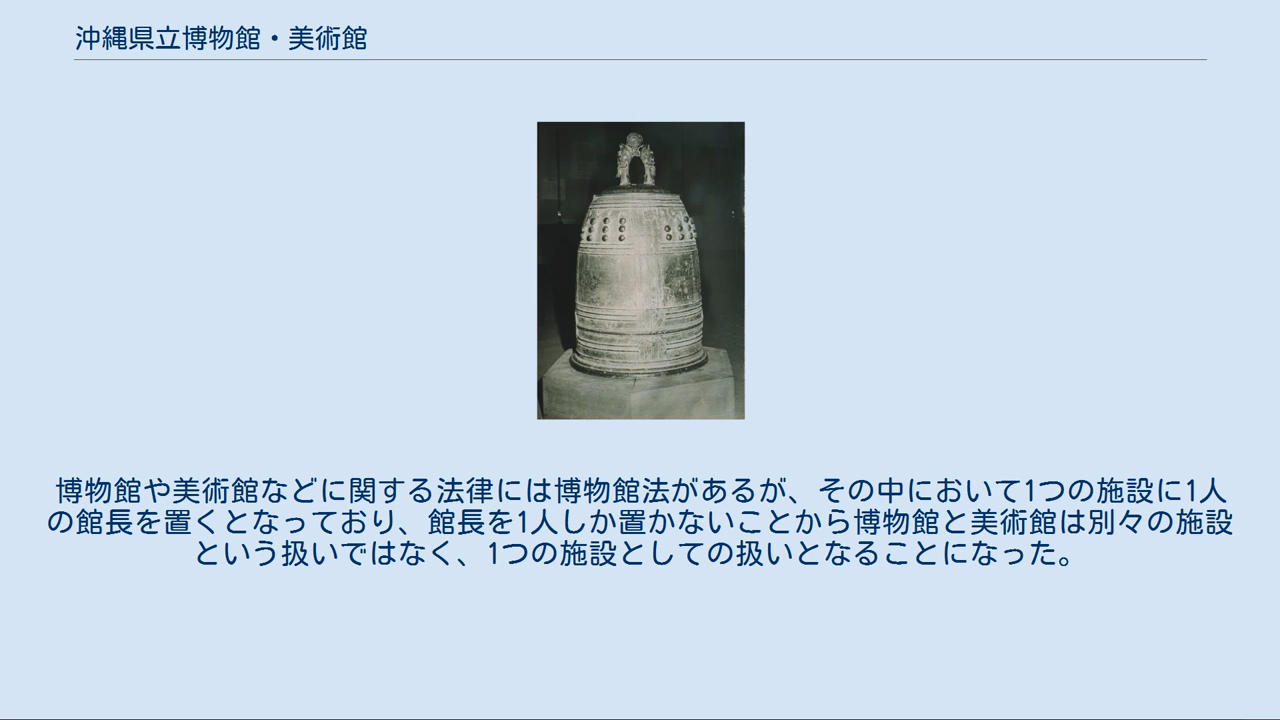 沖縄県立博物館・美術館
博物館や美術館などに関する法律には博物館法があるが、その中において1つの施設に1人
の館長を置くとなっており、館長を1人しか置かないことから博物館と美術館は別々の施設
という扱いではなく、1つの施設としての扱いとなることになった。